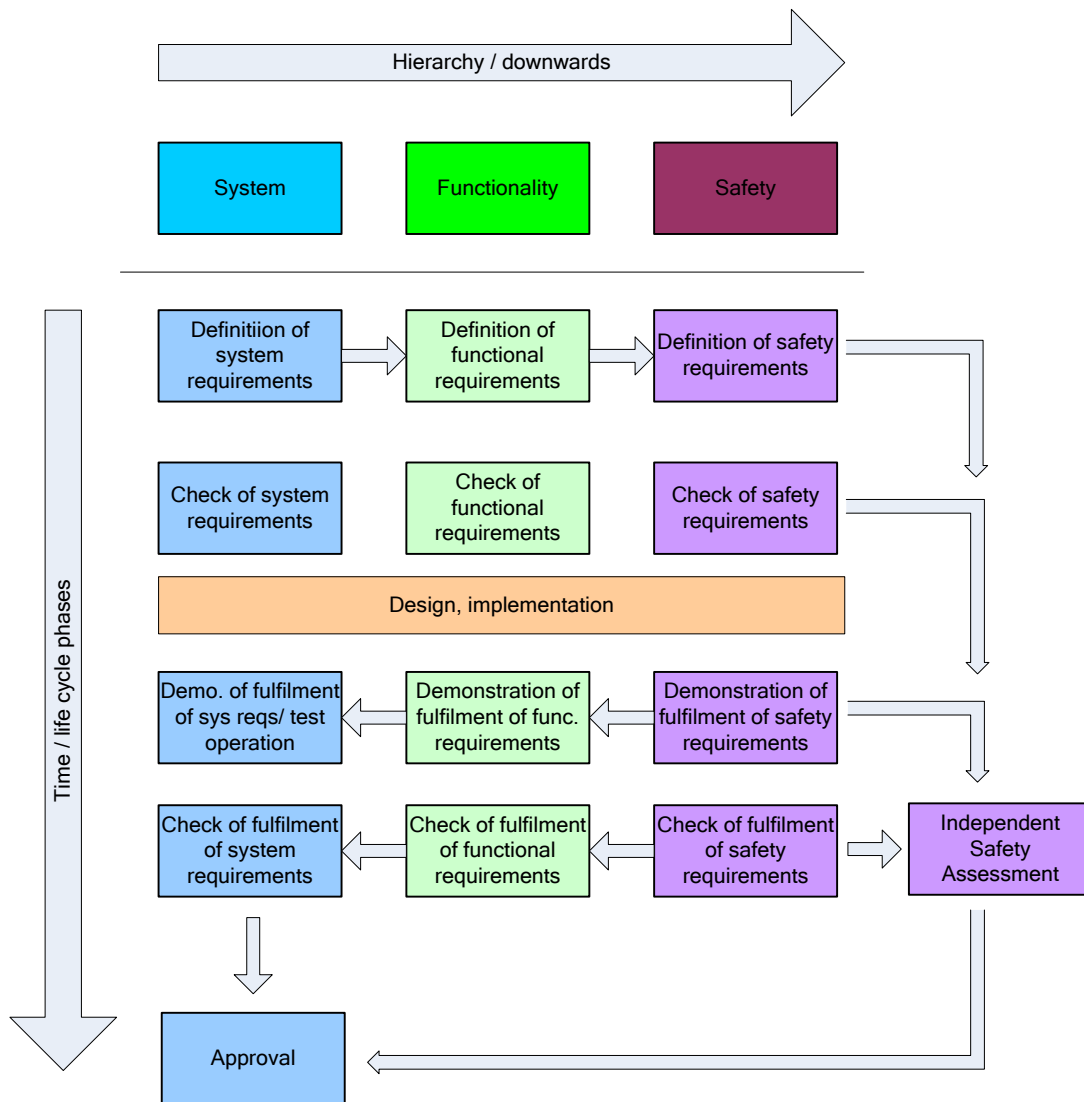 Hierarchy / downwards
System
Functionality
Safety
Time / life cycle phases
Definitiion of
system
requirements
Definition of
functional
requirements
Definition of safety
requirements
Check of system
requirements
Check of
functional
requirements
Check of safety
requirements
Design, implementation
Demo. of fulfilment
of sys reqs/ test
operation
Demonstration of
fulfilment of func.
requirements
Demonstration of
fulfilment of safety
requirements
Check of fulfilment
of system
requirements
Check of fulfilment
of functional
requirements
Check of fulfilment
of safety
requirements
Independent
Safety
Assessment
Approval